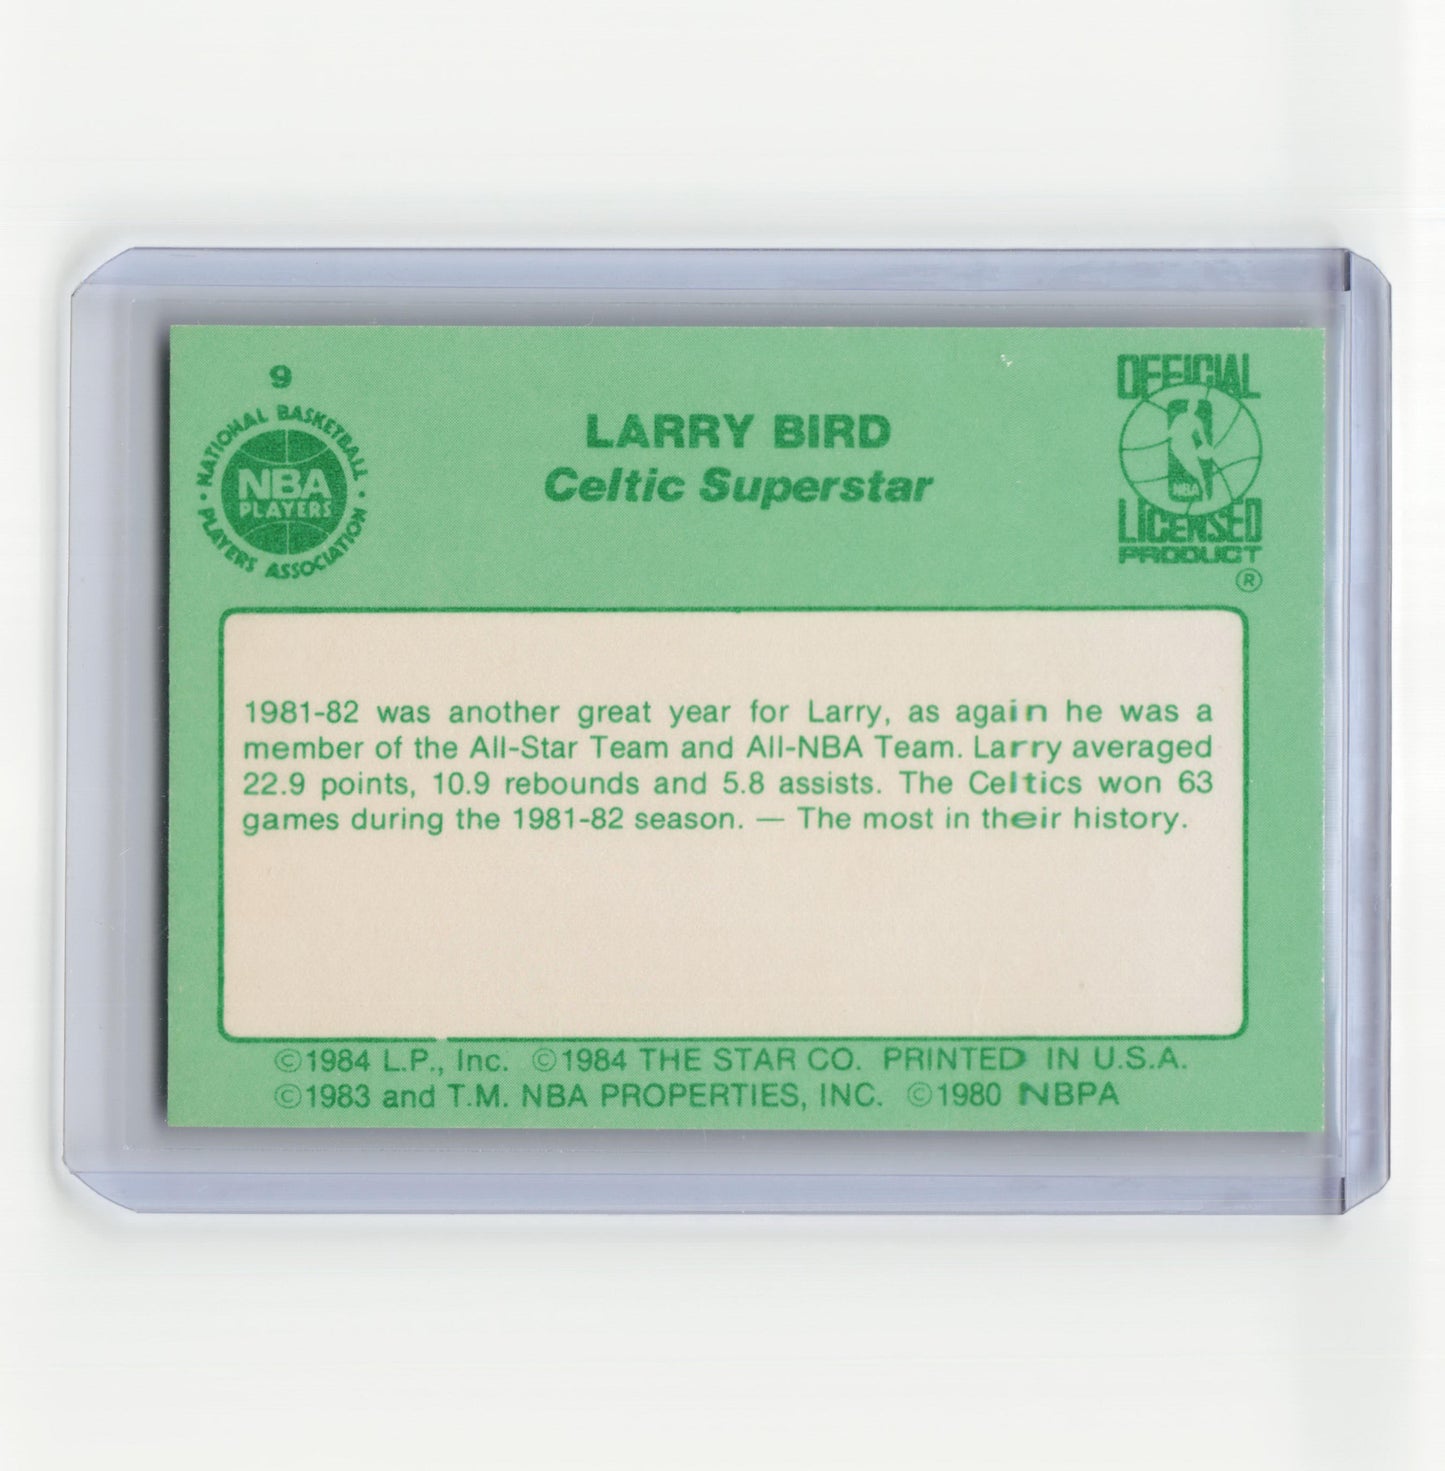 9
NATIONAL BASKETBALL
NBA
PLAYERS
PLAYERS ASSOCIATION
LARRY BIRD
Celtic Superstar
OFFICIAL
NBA
LICENSED
PRODUCT
®
1981-82 was another great year for Larry, as again he was a
member of the All-Star Team and All-NBA Team. Larry averaged
22.9 points, 10.9 rebounds and 5.8 assists. The Celtics won 63
games during the 1981-82 season. — The most in their history.
©1984 L.P., Inc. ©1984 THE STAR CO. PRINTED IN U.S.A.
©1983 and T.M. NBA PROPERTIES, INC. ©1980 NBPA